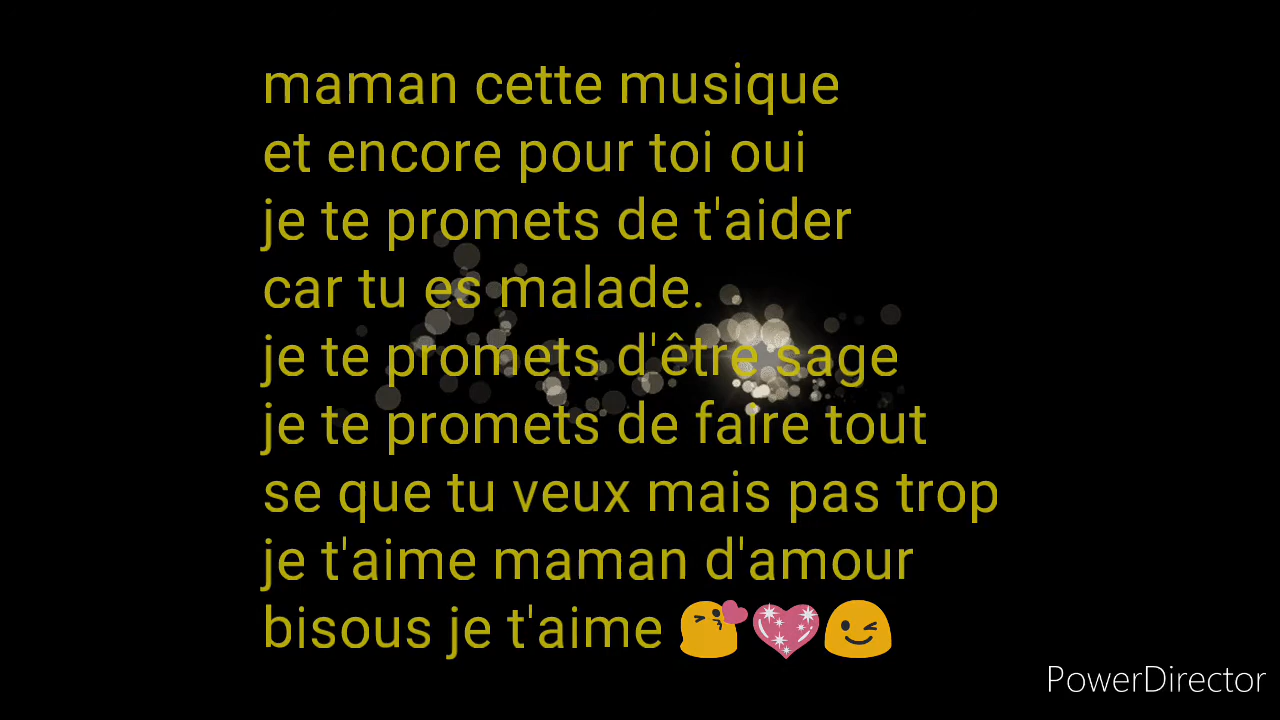 maman cette musique
et encore pour toi oui
je te promets de t'aider
car tu es malade.
je te promets d'être sage
je te promets de faire tout
se que tu veux mais pas trop
je t'aime maman d'amour
bisous je t'aime 😘💖😉
PowerDirector